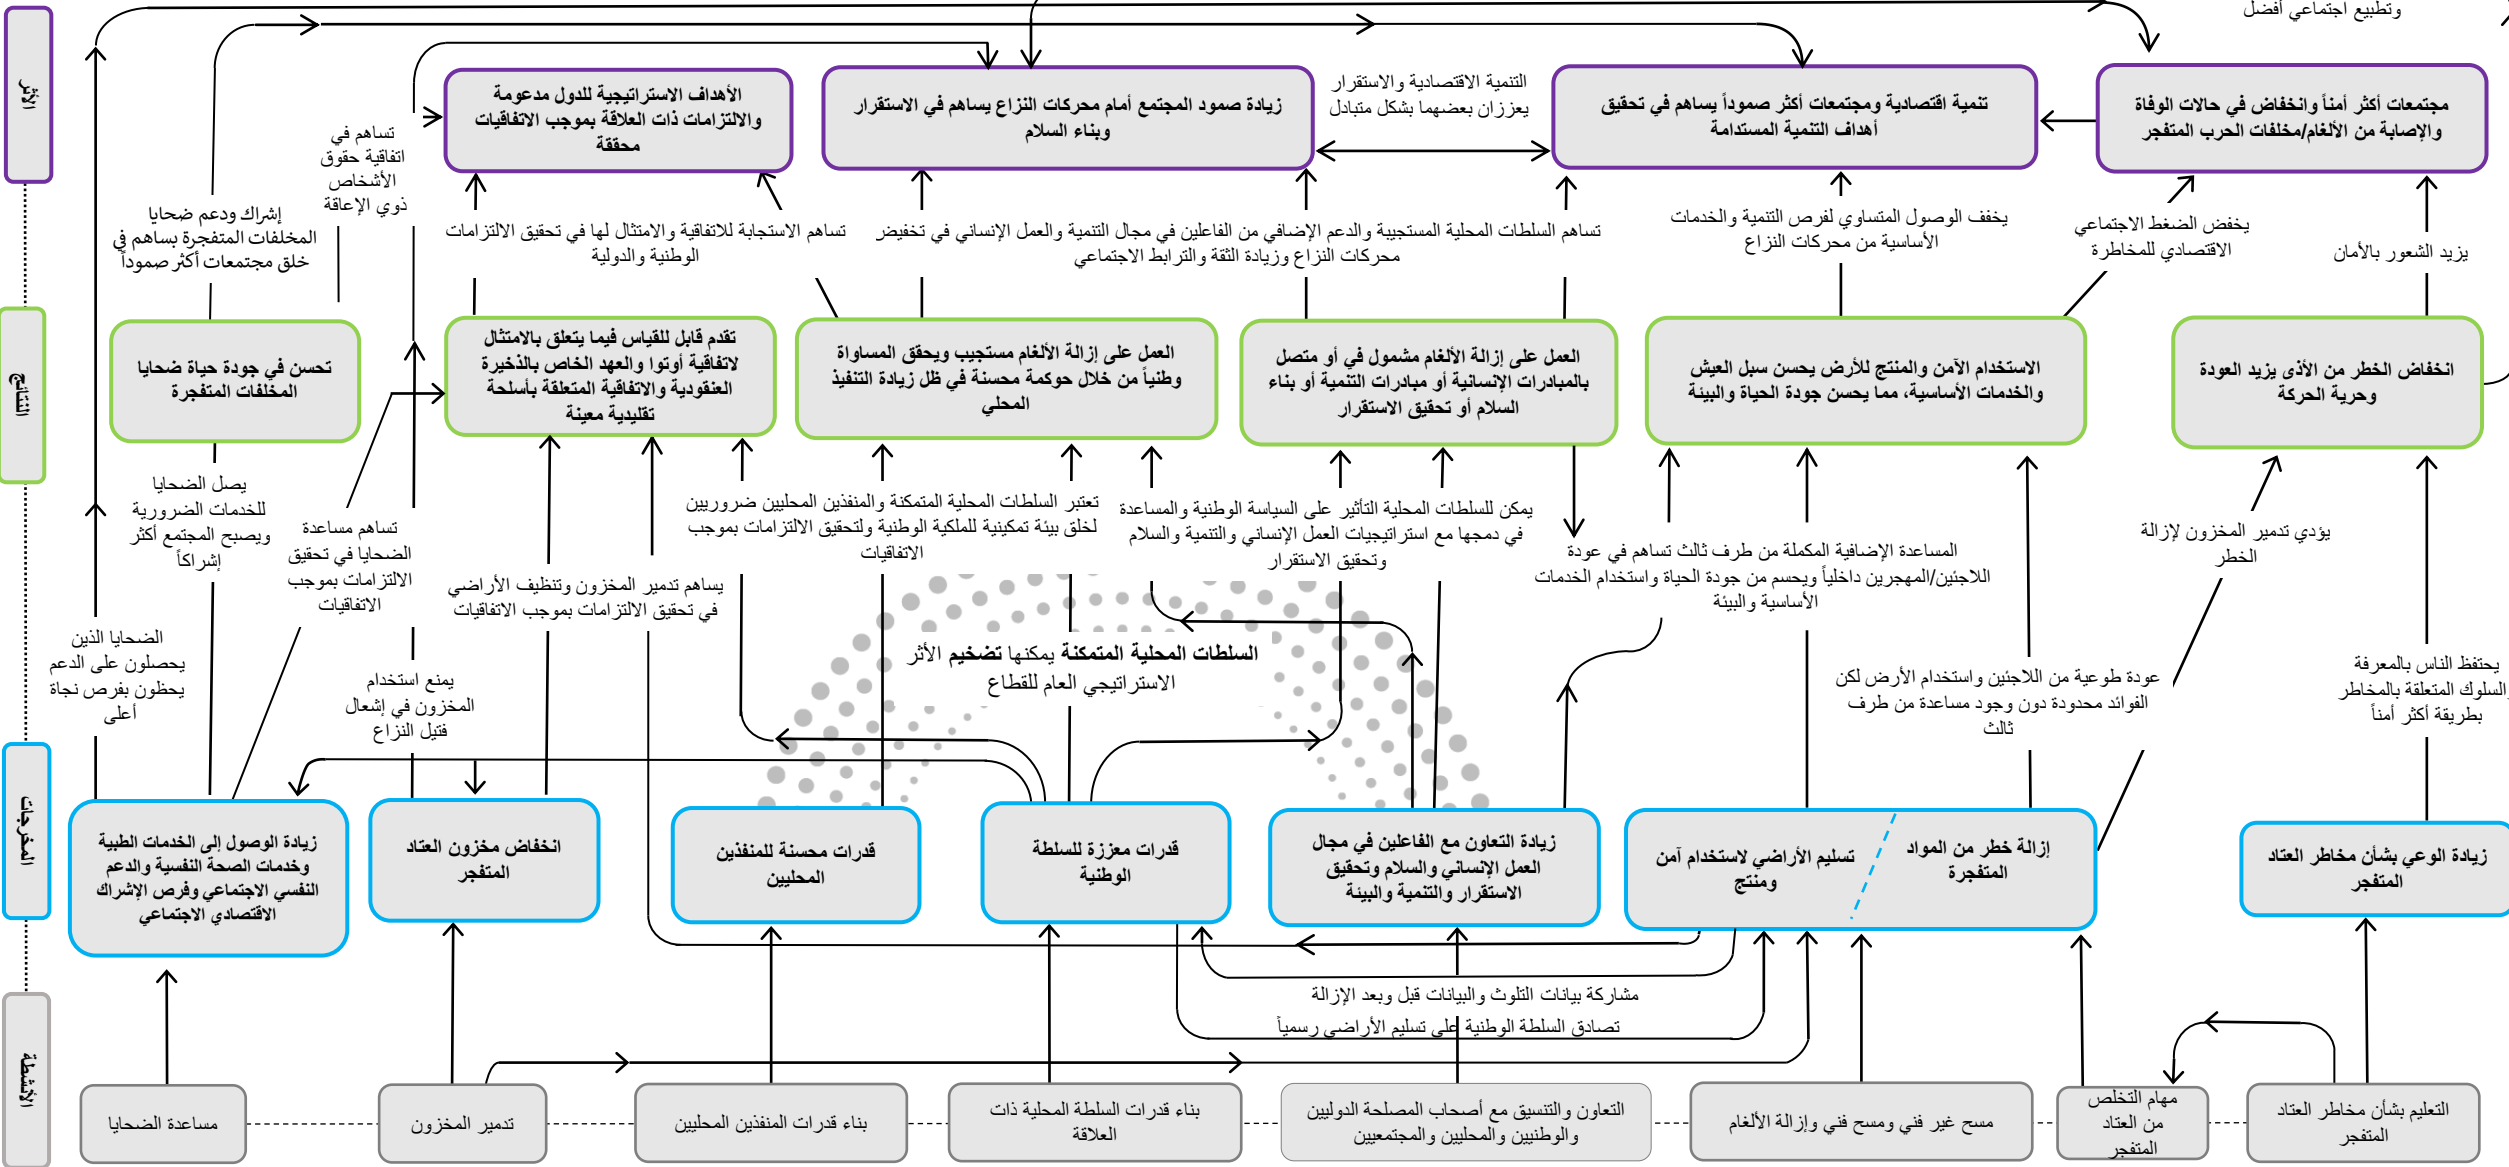 وتطبيع اجتماعي أفضل
الأثر
مجتمعات أكثر أمناً وانخفاض في حالات الوفاة
والإصابة من الألغام/مخلفات الحرب المتفجر
تنمية اقتصادية ومجتمعات أكثر صموداً يساهم في تحقيق
أهداف التنمية المستدامة
التنمية الاقتصادية والاستقرار
يعززان بعضهما بشكل متبادل
زيادة صمود المجتمع أمام محركات النزاع يساهم في الاستقرار
وبناء السلام
الأهداف الاستراتيجية للدول مدعومة
والالتزامات ذات العلاقة بموجب الاتفاقيات
محققة
تساهم في
اتفاقية حقوق
الأشخاص
ذوي الإعاقة
يزيد الشعور بالأمان
يخفض الضغط الاجتماعي
الاقتصادي للمخاطرة
يخفف الوصول المتساوي لفرص التنمية والخدمات
الأساسية من محركات النزاع
تساهم السلطات المحلية المستجيبة والدعم الإضافي من الفاعلين في مجال التنمية والعمل الإنساني في تخفيض
محركات النزاع وزيادة الثقة والترابط الاجتماعي
تساهم الاستجابة للاتفاقية والامتثال لها في تحقيق الالتزامات
الوطنية والدولية
إشراك ودعم ضحايا
المخلفات المتفجرة يساهم في
خلق مجتمعات أكثر صموداً
النتائج
انخفاض الخطر من الأذى يزيد العودة
وحرية الحركة
الاستخدام الآمن والمنتج للأرض يحسن سبل العيش
والخدمات الأساسية، مما يحسن جودة الحياة والبيئة
العمل على إزالة الألغام مشمول في أو متصل
بالمبادرات الإنسانية أو مبادرات التنمية أو بناء
السلام أو تحقيق الاستقرار
العمل على إزالة الألغام مستجيب ويحقق المساواة
وطنياً من خلال حوكمة محسنة في ظل زيادة التنفيذ
المحلي
تقدم قابل للقياس فيما يتعلق بالامتثال
لاتفاقية أوتوا والعهد الخاص بالذخيرة
العنقودية والاتفاقية المتعلقة بأسلحة
تقليدية معينة
تحسن في جودة حياة ضحايا
المخلفات المتفجرة
يؤدي تدمير المخزون لإزالة
الخطر
المساعدة الإضافية المكملة من طرف ثالث تساهم في عودة
اللاجئين/المهجرين داخلياً ويحسم من جودة الحياة واستخدام الخدمات
الأساسية والبيئة
يمكن للسلطات المحلية التأثير على السياسة الوطنية والمساعدة
في دمجها مع استراتيجيات العمل الإنساني والتنمية والسلام
وتحقيق الاستقرار
تعتبر السلطات المحلية المتمكنة والمنفذين المحليين ضروريين
لخلق بيئة تمكينية للملكية الوطنية ولتحقيق الالتزامات بموجب
الاتفاقيات
يساهم تدمير المخزون وتنظيف الأراضي
في تحقيق الالتزامات بموجب الاتفاقيات
تساهم مساعدة
الضحايا في تحقيق
الالتزامات بموجب
الاتفاقيات
يصل الضحايا
للخدمات الضرورية
ويصبح المجتمع أكثر
إشراكاً
يحتفظ الناس بالمعرفة
والسلوك المتعلقة بالمخاطر
بطريقة أكثر أمناً
عودة طوعية من اللاجئين واستخدام الأرض لكن
الفوائد محدودة دون وجود مساعدة من طرف
ثالث
السلطات المحلية المتمكنة يمكنها تضخيم الأثر
الاستراتيجي العام للقطاع
يمنع استخدام
المخزون في إشعال
فتيل النزاع
الضحايا الذين
يحصلون على الدعم
يحظون بفرص نجاة
أعلى
المخرجات
زيادة الوعي بشأن مخاطر العتاد
المتفجر
إزالة خطر من المواد
المتفجرة
تسليم الأراضي لاستخدام آمن
ومنتج
زيادة التعاون مع الفاعلين في مجال
العمل الإنساني والسلام وتحقيق
الاستقرار والتنمية والبيئة
قدرات معززة للسلطة
الوطنية
قدرات محسنة للمنفذين
المحليين
انخفاض مخزون العتاد
المتفجر
زيادة الوصول إلى الخدمات الطبية
وخدمات الصحة النفسية والدعم
النفسي الاجتماعي وفرص الإشراك
الاقتصادي الاجتماعي
مشاركة بيانات التلوث والبيانات قبل وبعد الإزالة
تصادق السلطة الوطنية على تسليم الأراضي رسمياً
الأنشطة
التعليم بشأن مخاطر العتاد
المتفجر
مهام التخلص
من العتاد
المتفجر
مسح غير فني ومسح فني وإزالة الألغام
التعاون والتنسيق مع أصحاب المصلحة الدوليين
والوطنيين والمحليين والمجتمعيين
بناء قدرات السلطة المحلية ذات
العلاقة
بناء قدرات المنفذين المحليين
تدمير المخزون
مساعدة الضحايا